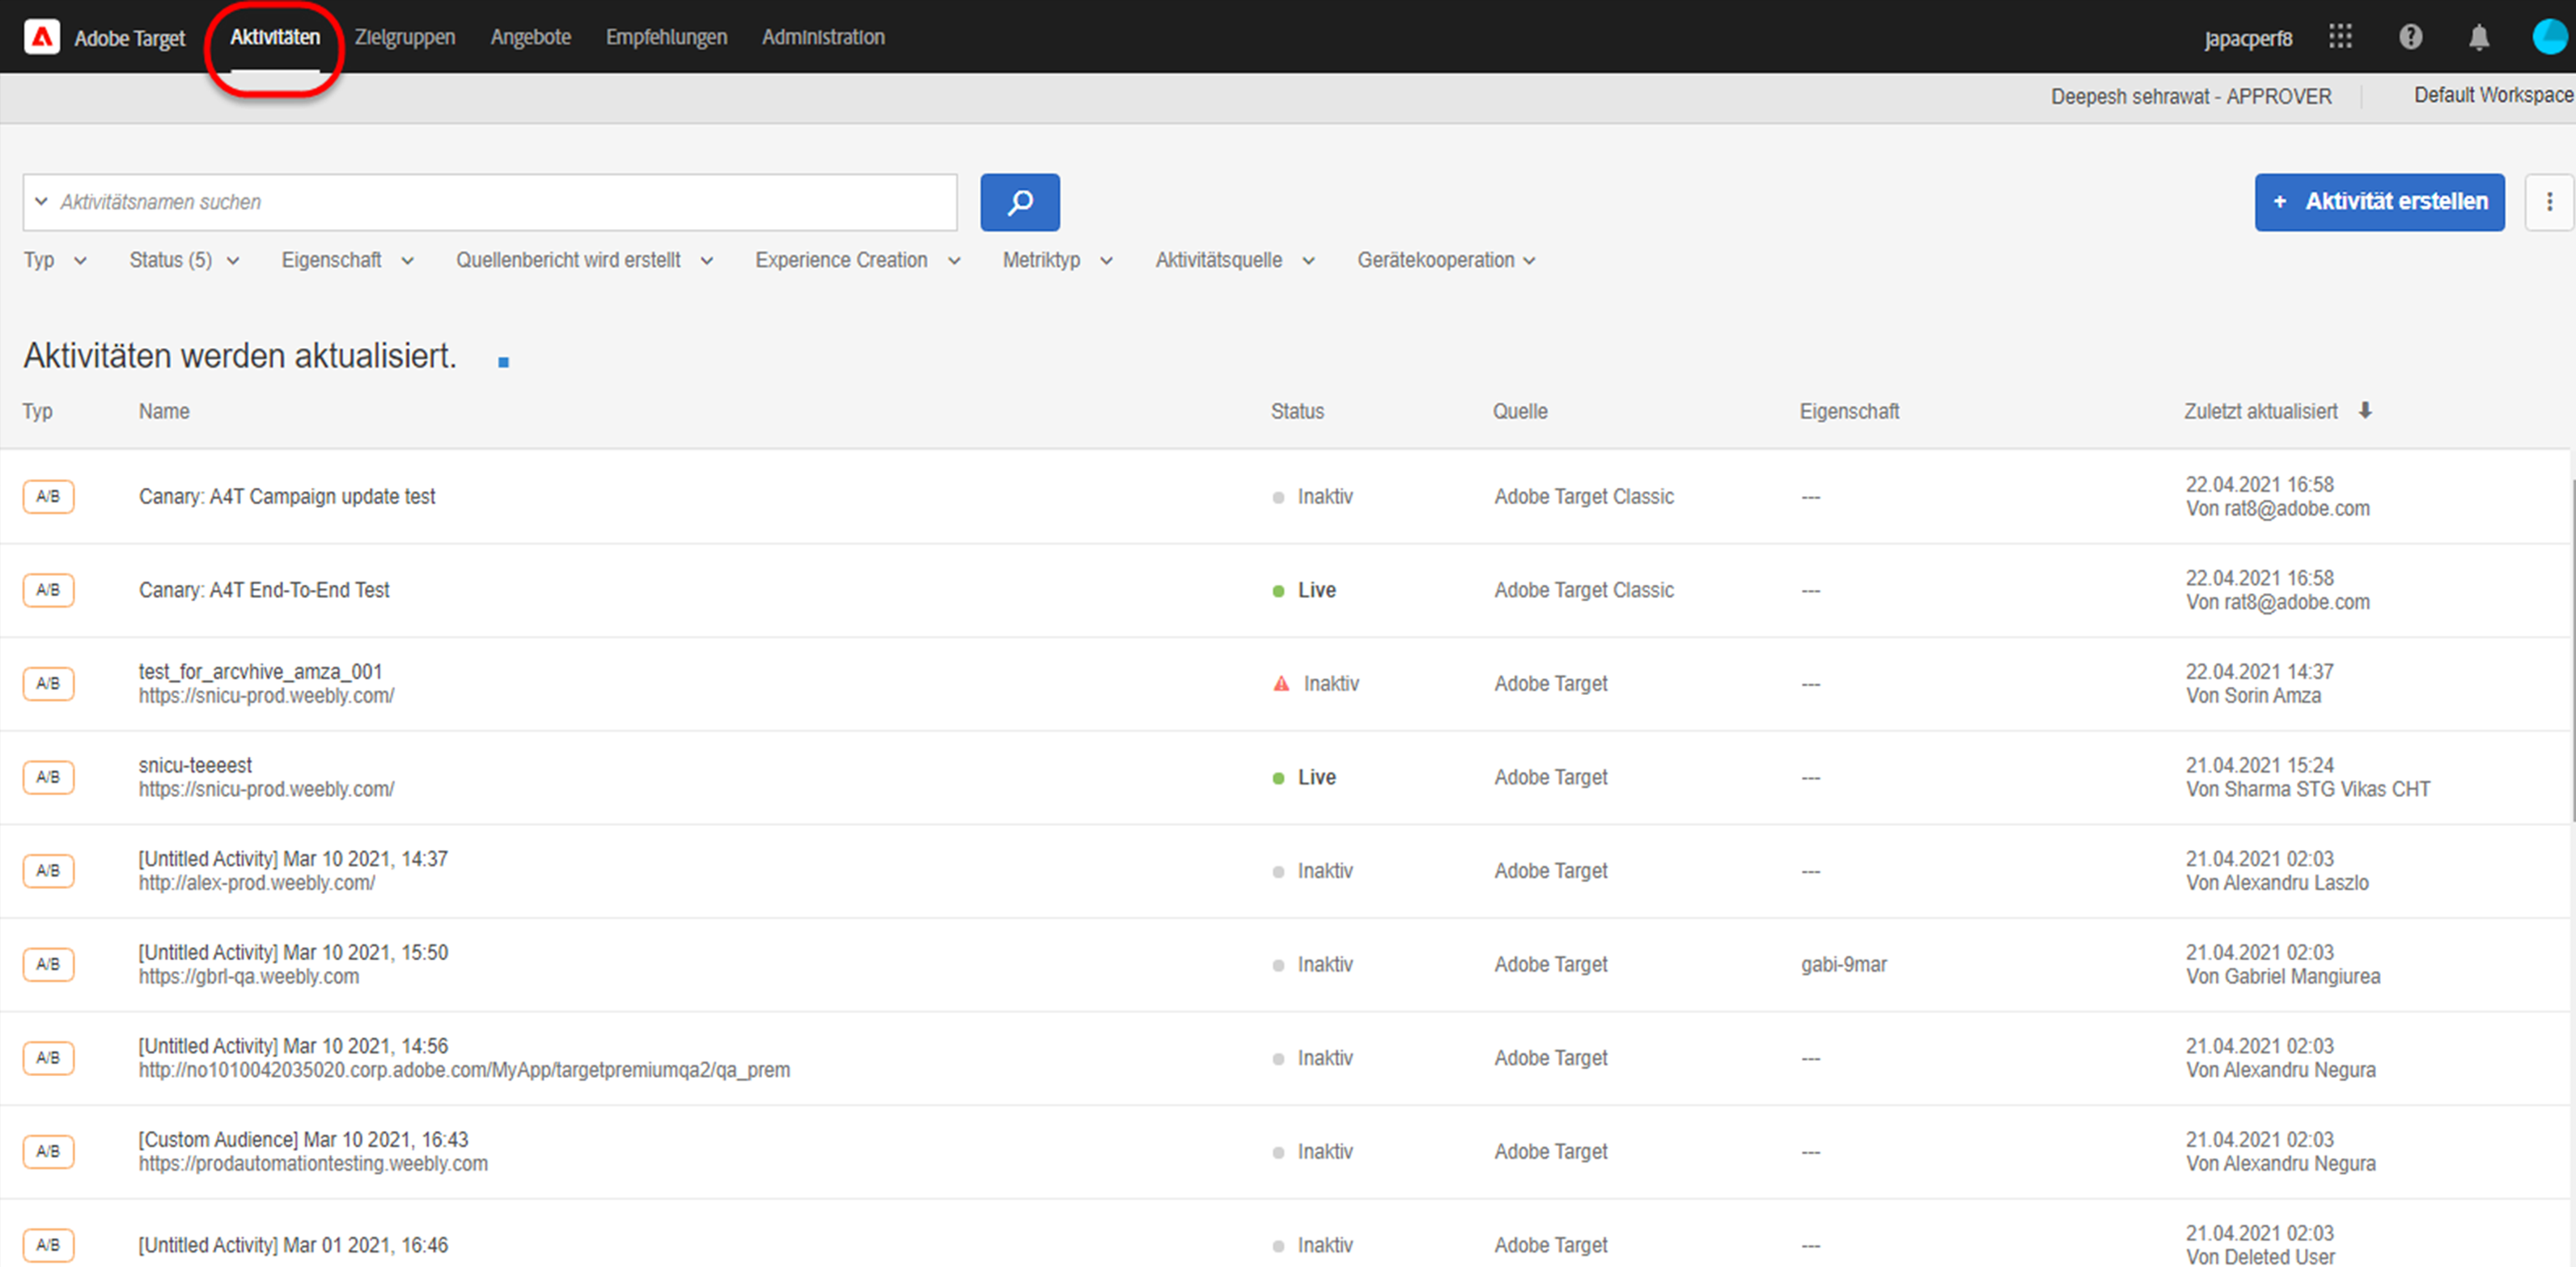 Adobe Target Aktivitäten Zielgruppen Angebote Empfehlungen Administration Japacperf8
Deepesh sehrawat - APPROVER Default Workspace
Aktivitätsnamen suchen + Aktivität erstellen
Typ Status (5) Eigenschaft Quellenbericht wird erstellt Experience Creation Metriktyp Aktivitätsquelle Gerätekooperation
Aktivitäten werden aktualisiert.
Typ Name Status Quelle Eigenschaft Zuletzt aktualisiert
A/B Canary: A4T Campaign update test Inaktiv Adobe Target Classic --- 22.04.2021 16:58
Von rat8@adobe.com
A/B Canary: A4T End-To-End Test Live Adobe Target Classic --- 22.04.2021 16:58
Von rat8@adobe.com
A/B test_for_arcvhive_amza_001 Inaktiv Adobe Target --- 22.04.2021 14:37
https://snicu-prod.weebly.com/ Von Sorin Amza
A/B snicu-teeeest Live Adobe Target --- 21.04.2021 15:24
https://snicu-prod.weebly.com/ Von Sharma STG Vikas CHT
A/B [Untitled Activity] Mar 10 2021, 14:37 Inaktiv Adobe Target --- 21.04.2021 02:03
http://alex-prod.weebly.com/ Von Alexandru Laszlo
A/B [Untitled Activity] Mar 10 2021, 15:50 Inaktiv Adobe Target gabi-9mar 21.04.2021 02:03
https://gbrl-qa.weebly.com Von Gabriel Mangiurea
A/B [Untitled Activity] Mar 10 2021, 14:56 Inaktiv Adobe Target --- 21.04.2021 02:03
http://no1010042035020.corp.adobe.com/MyApp/targetpremiumqa2/qa_prem Von Alexandru Negura
A/B [Custom Audience] Mar 10 2021, 16:43 Inaktiv Adobe Target --- 21.04.2021 02:03
https://prodautomationtesting.weebly.com Von Alexandru Negura
A/B [Untitled Activity] Mar 01 2021, 16:46 Inaktiv Adobe Target --- 21.04.2021 02:03
Von Deleted User